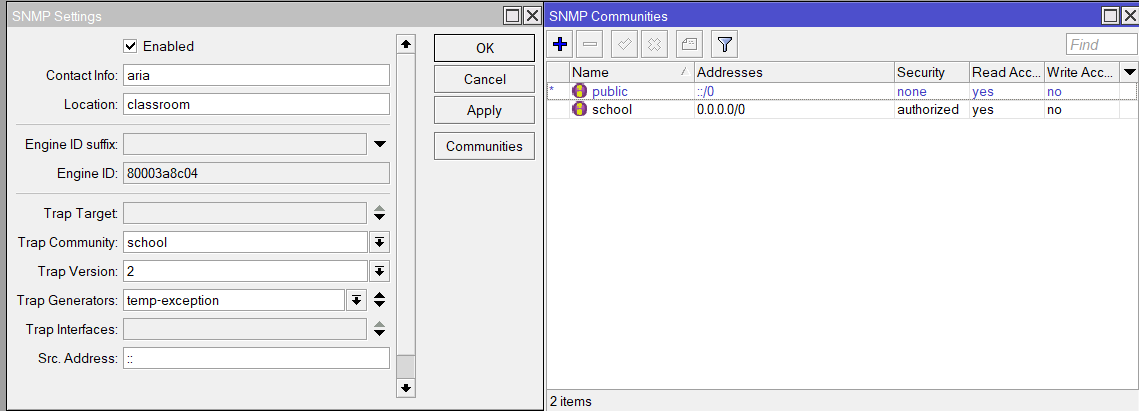 SNMP Settings
Enabled
Contact Info: aria
Location: classroom
Engine ID suffix:
Engine ID: 80003a8c04
Trap Target:
Trap Community: school
Trap Version: 2
Trap Generators: temp-exception
Trap Interfaces:
Src. Address: ::
OK
Cancel
Apply
Communities
SNMP Communities
Find
Name Addresses Security Read Acc... Write Acc...
* public ::/0 none yes no
school 0.0.0.0/0 authorized yes no
2 items